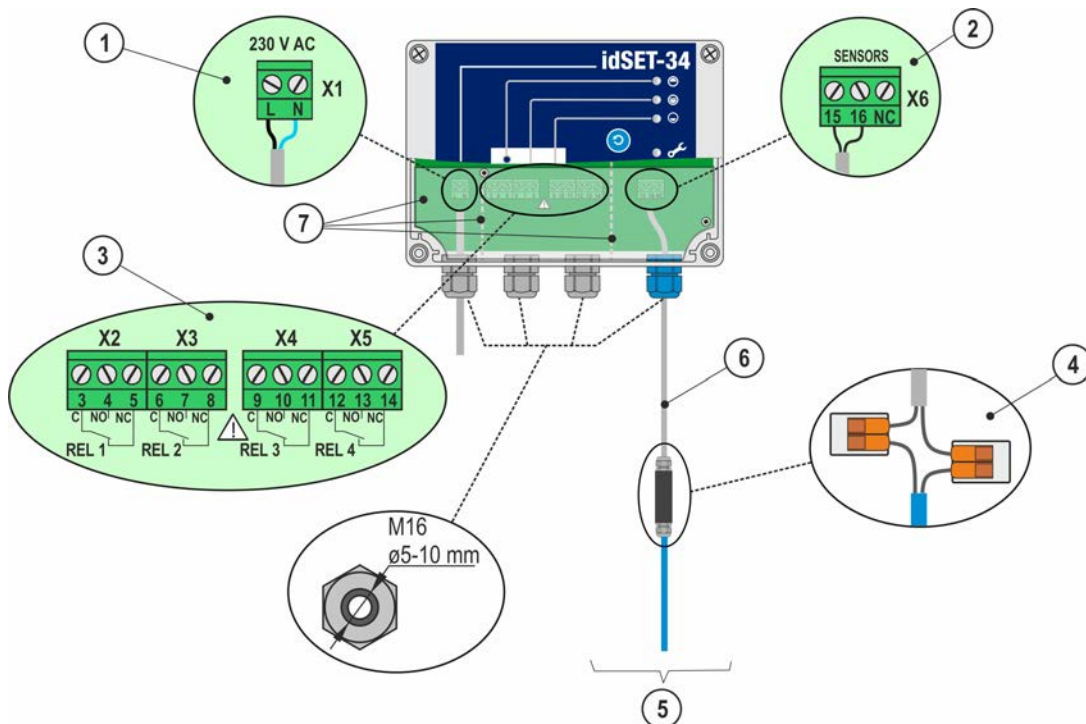 1
230 V AC
X1
L N
idSET-34
2
SENSORS
X6
15 16 NC
7
3
X2 X3 X4 X5
3 4 5 6 7 8 9 10 11 12 13 14
C NO NC C NO NC C NO NC C NO NC
REL 1 REL 2 REL 3 REL 4
6
4
M16
ø5-10 mm
5